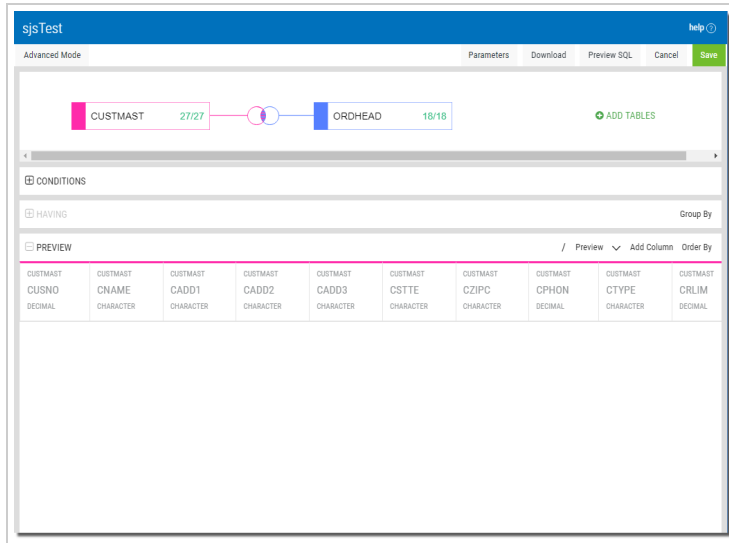 sjsTest help
Advanced Mode Parameters Download Preview SQL Cancel Save
CUSTMAST 27/27 ORDHEAD 18/18 ADD TABLES
CONDITIONS
HAVING Group By
PREVIEW / Preview Add Column Order By
CUSTMAST CUSTMAST CUSTMAST CUSTMAST CUSTMAST CUSTMAST CUSTMAST CUSTMAST CUSTMAST CUSTMAST
CUSNO CNAME CADD1 CADD2 CADD3 CSTTE CZIPC CPHON CTYPE CRLIM
DECIMAL CHARACTER CHARACTER CHARACTER CHARACTER CHARACTER CHARACTER DECIMAL CHARACTER DECIMAL